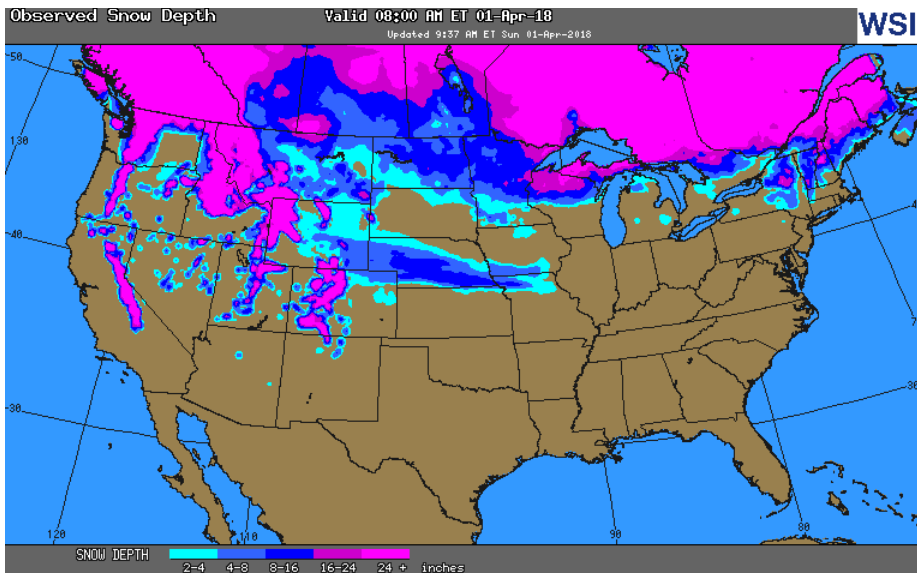 Observed Snow Depth
Valid 08:00 AM ET 01-Apr-18
WSI
Updated 9:37 AM ET Sun 01-Apr-2018
-50
130
-40
-30
120
110
90
80
SNOW DEPTH
2-4 4-8 8-16 16-24 24 + inches